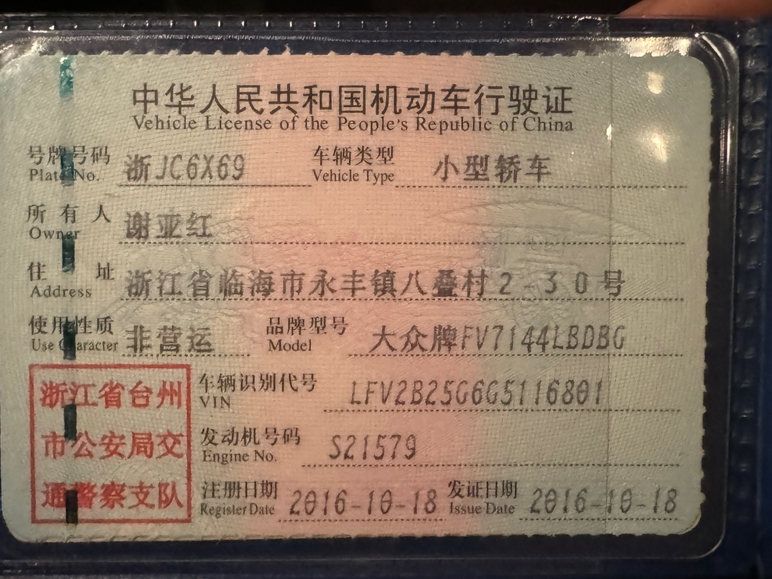 中华人民共和国机动车行驶证
Vehicle License of the People's Republic of China
号牌号码 浙JC6X69 车辆类型 小型轿车
Plate No. Vehicle Type
所有人 谢亚红
Owner
住址 浙江省临海市永丰镇八叠村2-30号
Address
使用性质 非营运 品牌型号 大众牌FV7144LBDBG
Use Character Model
浙江省台州
市公安局交
通警察支队
车辆识别代号 LFV2B25G6G5116801
VIN
发动机号码 S21579
Engine No.
注册日期 2016-10-18 发证日期 2016-10-18
Register Date Issue Date